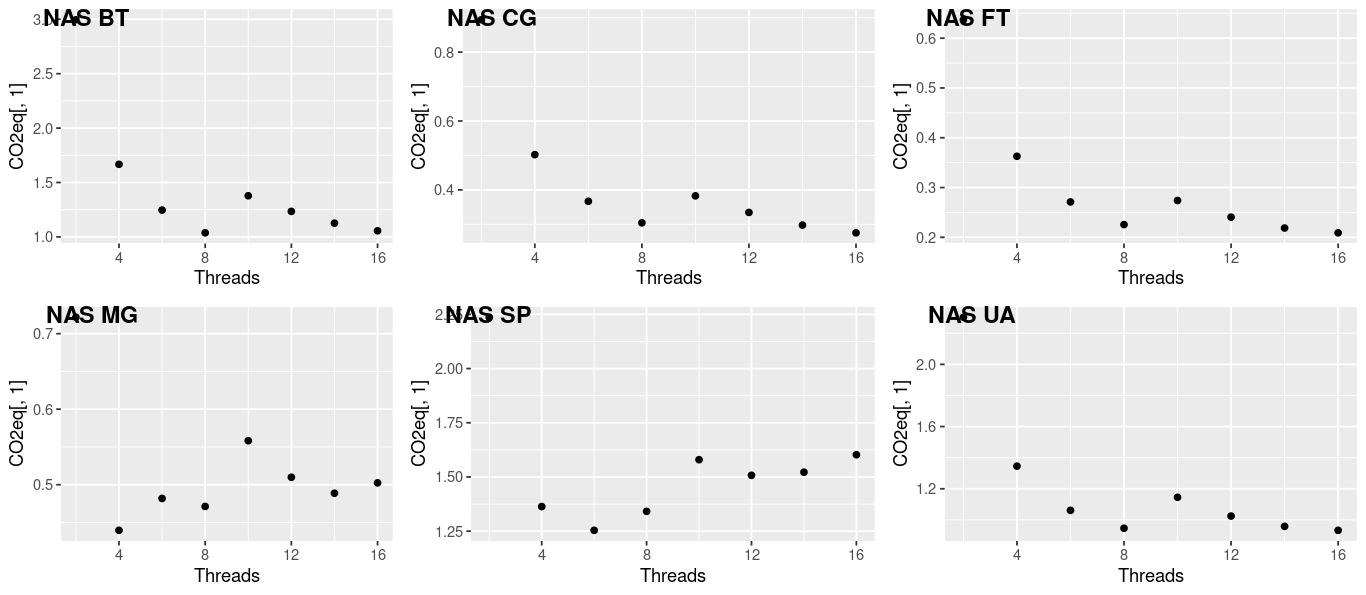 NAS BT
3.0
2.5
2.0
1.5
1.0
CO2eq[, 1]
4 8 12 16
Threads
NAS CG
0.8
0.6
0.4
CO2eq[, 1]
4 8 12 16
Threads
NAS FT
0.6
0.5
0.4
0.3
0.2
CO2eq[, 1]
4 8 12 16
Threads
NAS MG
0.7
0.6
0.5
CO2eq[, 1]
4 8 12 16
Threads
NAS SP
2.25
2.00
1.75
1.50
1.25
CO2eq[, 1]
4 8 12 16
Threads
NAS UA
2.0
1.6
1.2
CO2eq[, 1]
4 8 12 16
Threads